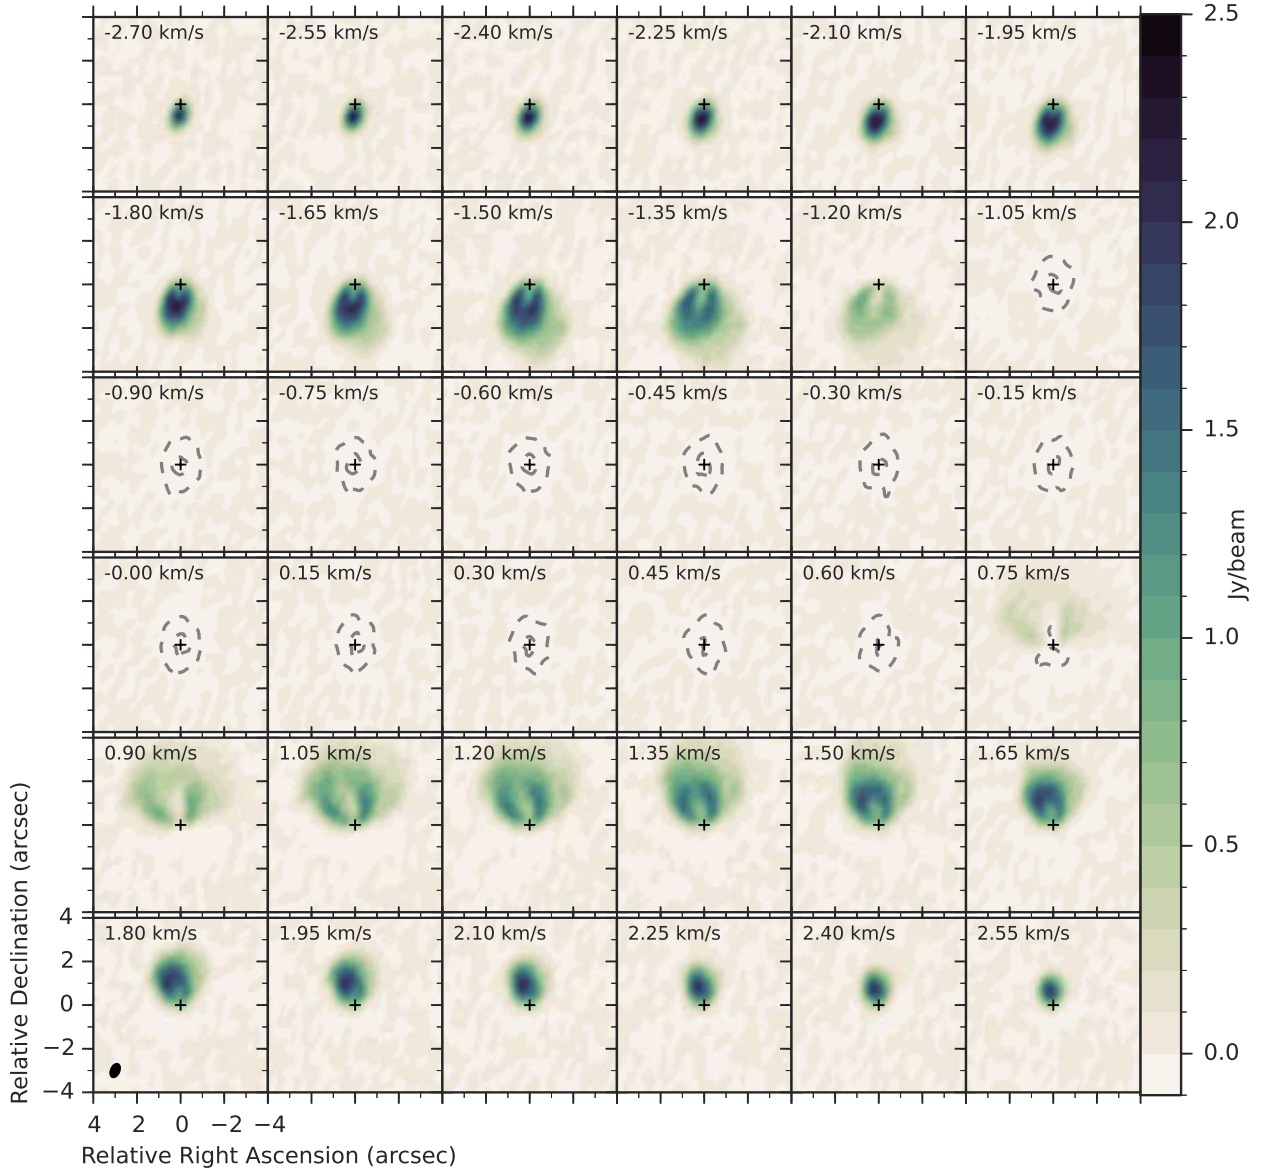 -2.70 km/s -2.55 km/s -2.40 km/s -2.25 km/s -2.10 km/s -1.95 km/s
-1.80 km/s -1.65 km/s -1.50 km/s -1.35 km/s -1.20 km/s -1.05 km/s
-0.90 km/s -0.75 km/s -0.60 km/s -0.45 km/s -0.30 km/s -0.15 km/s
-0.00 km/s 0.15 km/s 0.30 km/s 0.45 km/s 0.60 km/s 0.75 km/s
0.90 km/s 1.05 km/s 1.20 km/s 1.35 km/s 1.50 km/s 1.65 km/s
1.80 km/s 1.95 km/s 2.10 km/s 2.25 km/s 2.40 km/s 2.55 km/s
4
2
0
−2
−4
4 2 0 −2 −4
Relative Right Ascension (arcsec)
Relative Declination (arcsec)
2.5
2.0
1.5
1.0
0.5
0.0
Jy/beam